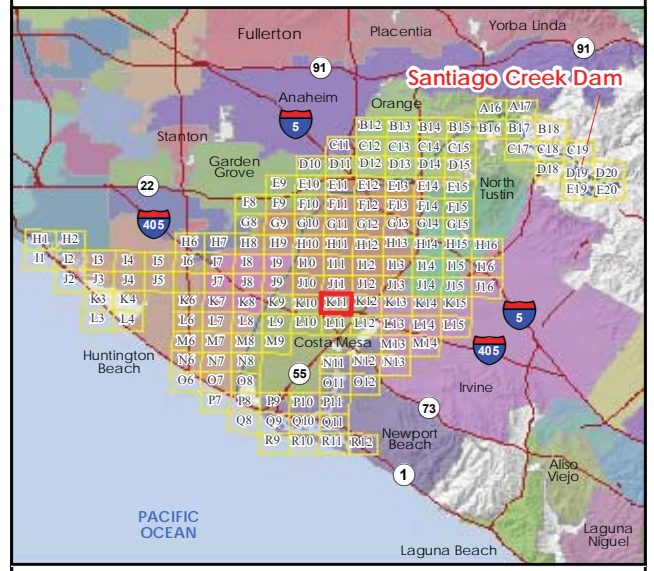 Fullerton
Placentia
Yorba Linda
91
91
Santiago Creek Dam
Anaheim
Orange
A16 A17
5
B12 B13 B14 B15 B16 B17 B18
Stanton
C11 C12 C13 C14 C15 C17 C18 C19
Garden
Grove
D10 D11 D12 D13 D14 D15 D18 D19 D20
22
E9 E10 E11 E12 E13 E14 E15 E19 E20
North
Tustin
F8 F9 F10 F11 F12 F13 F14 F15
405
G8 G9 G10 G11 G12 G13 G14 G15
H1 H2 H6 H7 H8 H9 H10 H11 H12 H13 H14 H15 H16
I1 I2 I3 I4 I5 I6 I7 I8 I9 I10 I11 I12 I13 I14 I15 I16
J2 J3 J4 J5 J7 J8 J9 J10 J11 J12 J13 J14 J15 J16
K3 K4 K6 K7 K8 K9 K10 K11 K12 K13 K14 K15
5
L3 L4 L6 L7 L8 L9 L10 L11 L12 L13 L14 L15
M6 M7 M8 M9 Costa Mesa M13 M14
405
Huntington
Beach
N6 N7 N8 N11 N12 N13
55
O6 O7 O8 O11 O12
Irvine
P7 P8 P9 P10 P11
73
Q8 Q9 Q10 Q11
Newport
Beach
R9 R10 R11 R12
1
Aliso
Viejo
PACIFIC
OCEAN
Laguna
Niguel
Laguna Beach